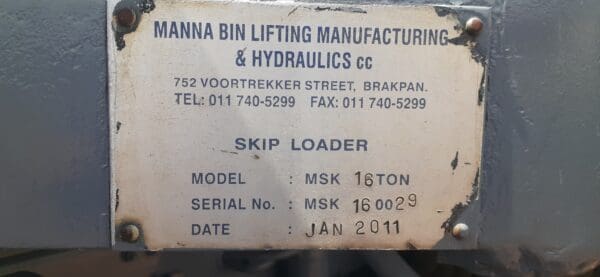 MANNA BIN LIFTING MANUFACTURING
& HYDRAULICS cc
752 VOORTREKKER STREET, BRAKPAN.
TEL: 011 740-5299 FAX: 011 740-5299
SKIP LOADER
MODEL : MSK 16TON
SERIAL No. : MSK 160029
DATE : JAN 2011